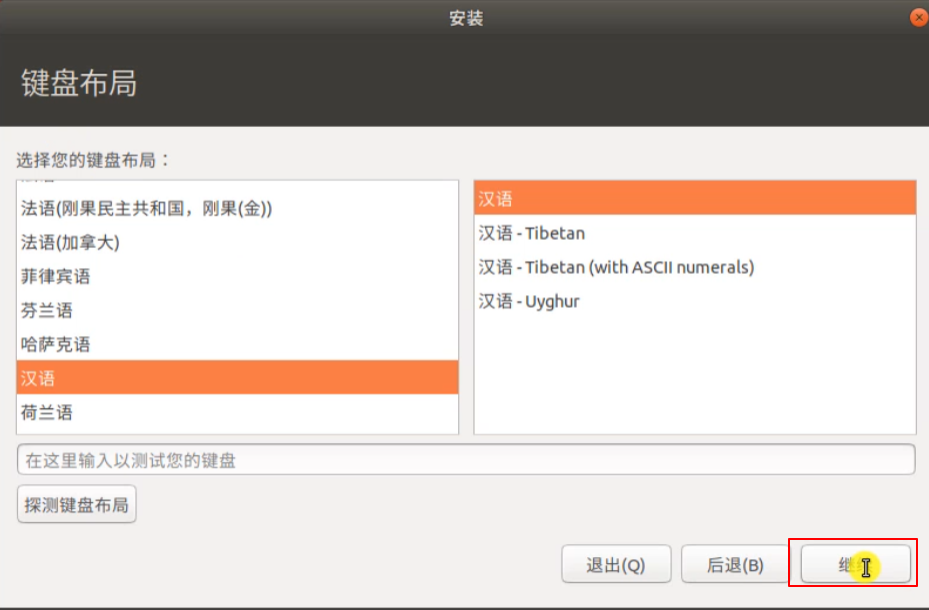 安装
键盘布局
选择您的键盘布局：
法语(刚果民主共和国，刚果(金))
法语(加拿大)
菲律宾语
芬兰语
哈萨克语
汉语
荷兰语
汉语
汉语 - Tibetan
汉语 - Tibetan (with ASCII numerals)
汉语 - Uyghur
在这里输入以测试您的键盘
探测键盘布局
退出(Q)
后退(B)
继